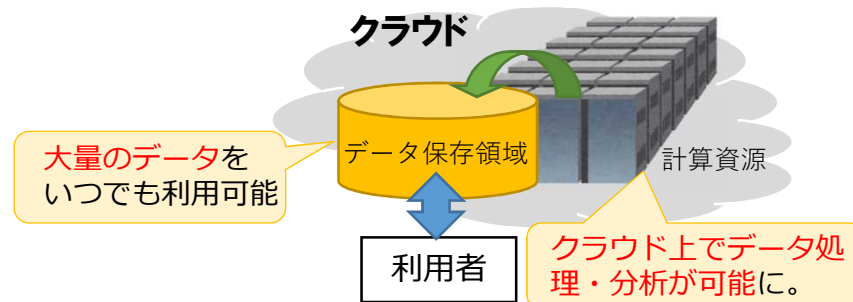 クラウド
データ保存領域
計算資源
大量のデータを
いつでも利用可能
利用者
クラウド上でデータ処
理・分析が可能に。